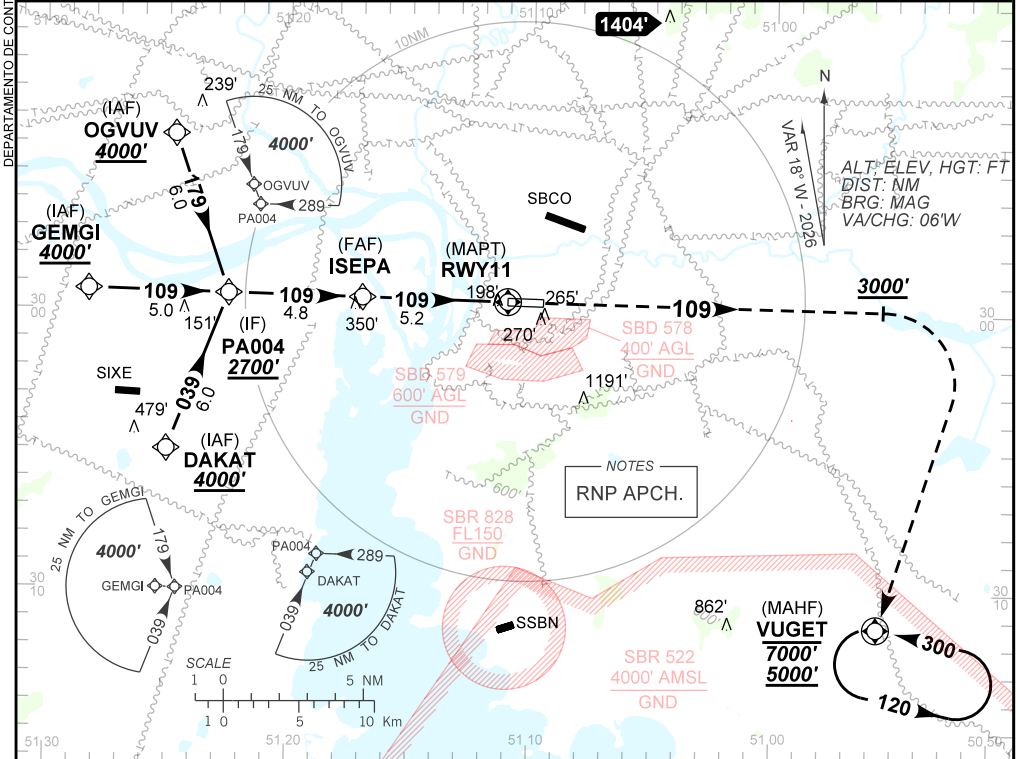 DEPARTAMENTO DE CONT
51 30
51 20
51 00
10NM
1404'
N
VAR 18° W - 2026
ALT, ELEV, HGT: FT
DIST: NM
BRG: MAG
VA/CHG: 06'W
239'
(IAF)
OGVUV
4000'
25 NM TO OGVUV
4000'
179
OGVUV
PA004
289
179
6.0
SBCO
(IAF)
GEMGI
4000'
(FAF)
ISEPA
(MAPT)
RWY11
109
5.0
109
4.8
109
5.2
198'
265'
109
3000'
151'
350'
270'
30
00
30
00
(IF)
PA004
2700'
SBD 578
400' AGL
GND
SBD 579
600' AGL
GND
1191'
SIXE
479'
039
6.0
(IAF)
DAKAT
4000'
NOTES
RNP APCH.
600'
25 NM TO GEMGI
4000'
179
GEMGI
PA004
039
PA004
289
DAKAT
4000'
039
25 NM TO DAKAT
SBR 828
FL150
GND
SSBN
30
10
30
10
600'
862'
(MAHF)
VUGET
7000'
5000'
300
120
SBR 522
4000' AMSL
GND
SCALE
1 0 5 NM
1 0 5 10 Km
51 30
51 20
51 10
51 00
50 50